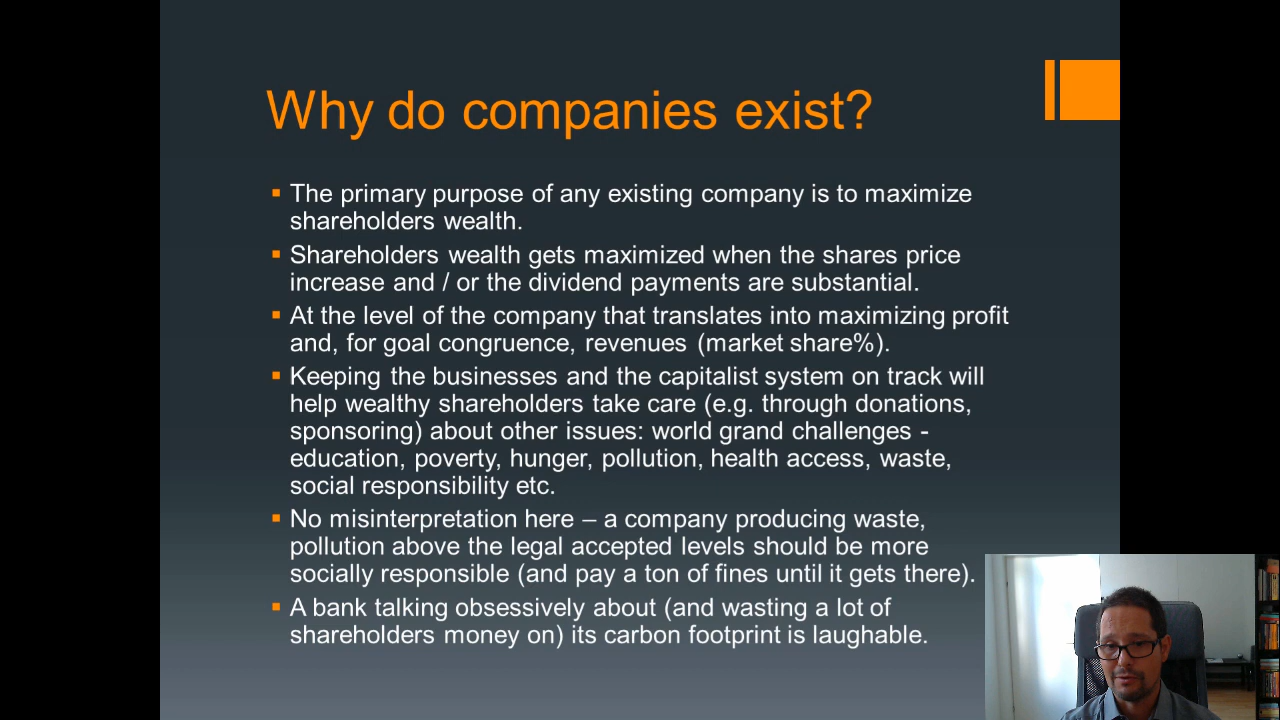 Why do companies exist?
The primary purpose of any existing company is to maximize
shareholders wealth.
Shareholders wealth gets maximized when the shares price
increase and / or the dividend payments are substantial.
At the level of the company that translates into maximizing profit
and, for goal congruence, revenues (market share%).
Keeping the businesses and the capitalist system on track will
help wealthy shareholders take care (e.g. through donations,
sponsoring) about other issues: world grand challenges -
education, poverty, hunger, pollution, health access, waste,
social responsibility etc.
No misinterpretation here – a company producing waste,
pollution above the legal accepted levels should be more
socially responsible (and pay a ton of fines until it gets there).
A bank talking obsessively about (and wasting a lot of
shareholders money on) its carbon footprint is laughable.